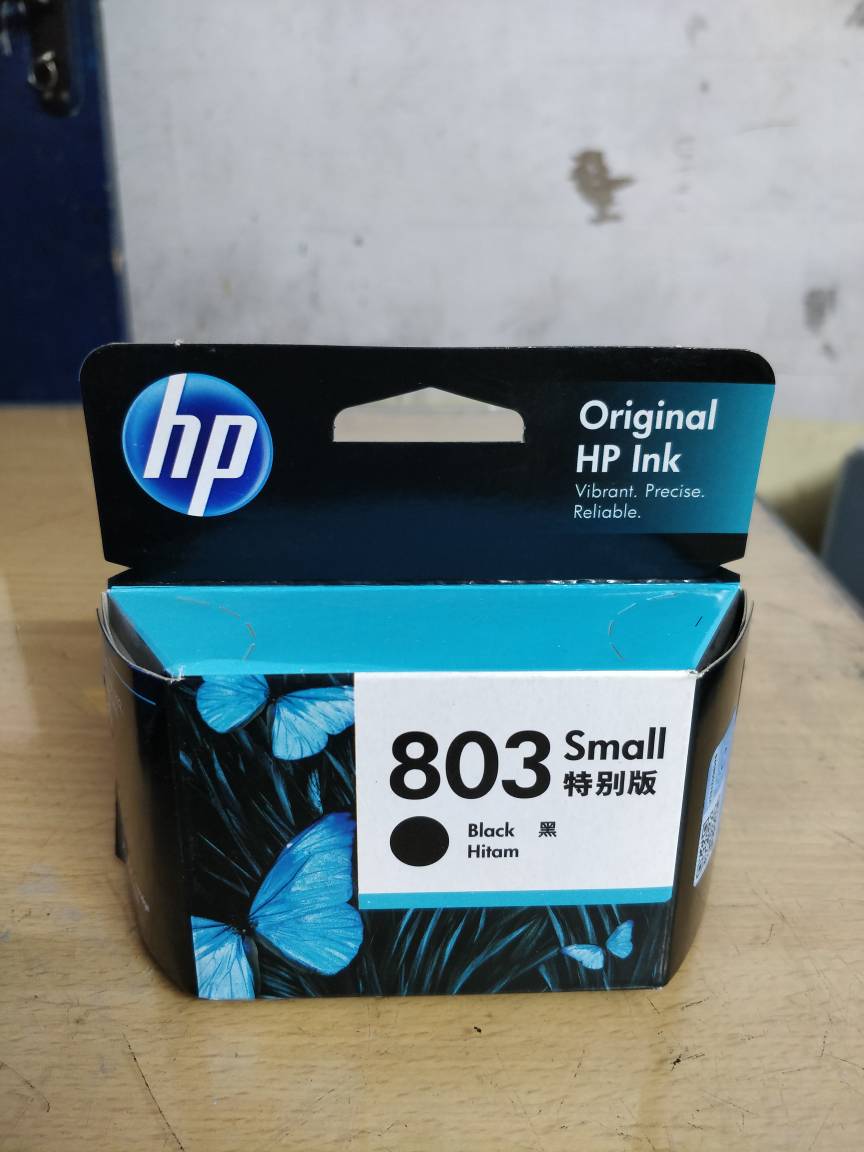 hp
Original
HP Ink
Vibrant. Precise.
Reliable.
803 Small
特别版
Black 黑
Hitam